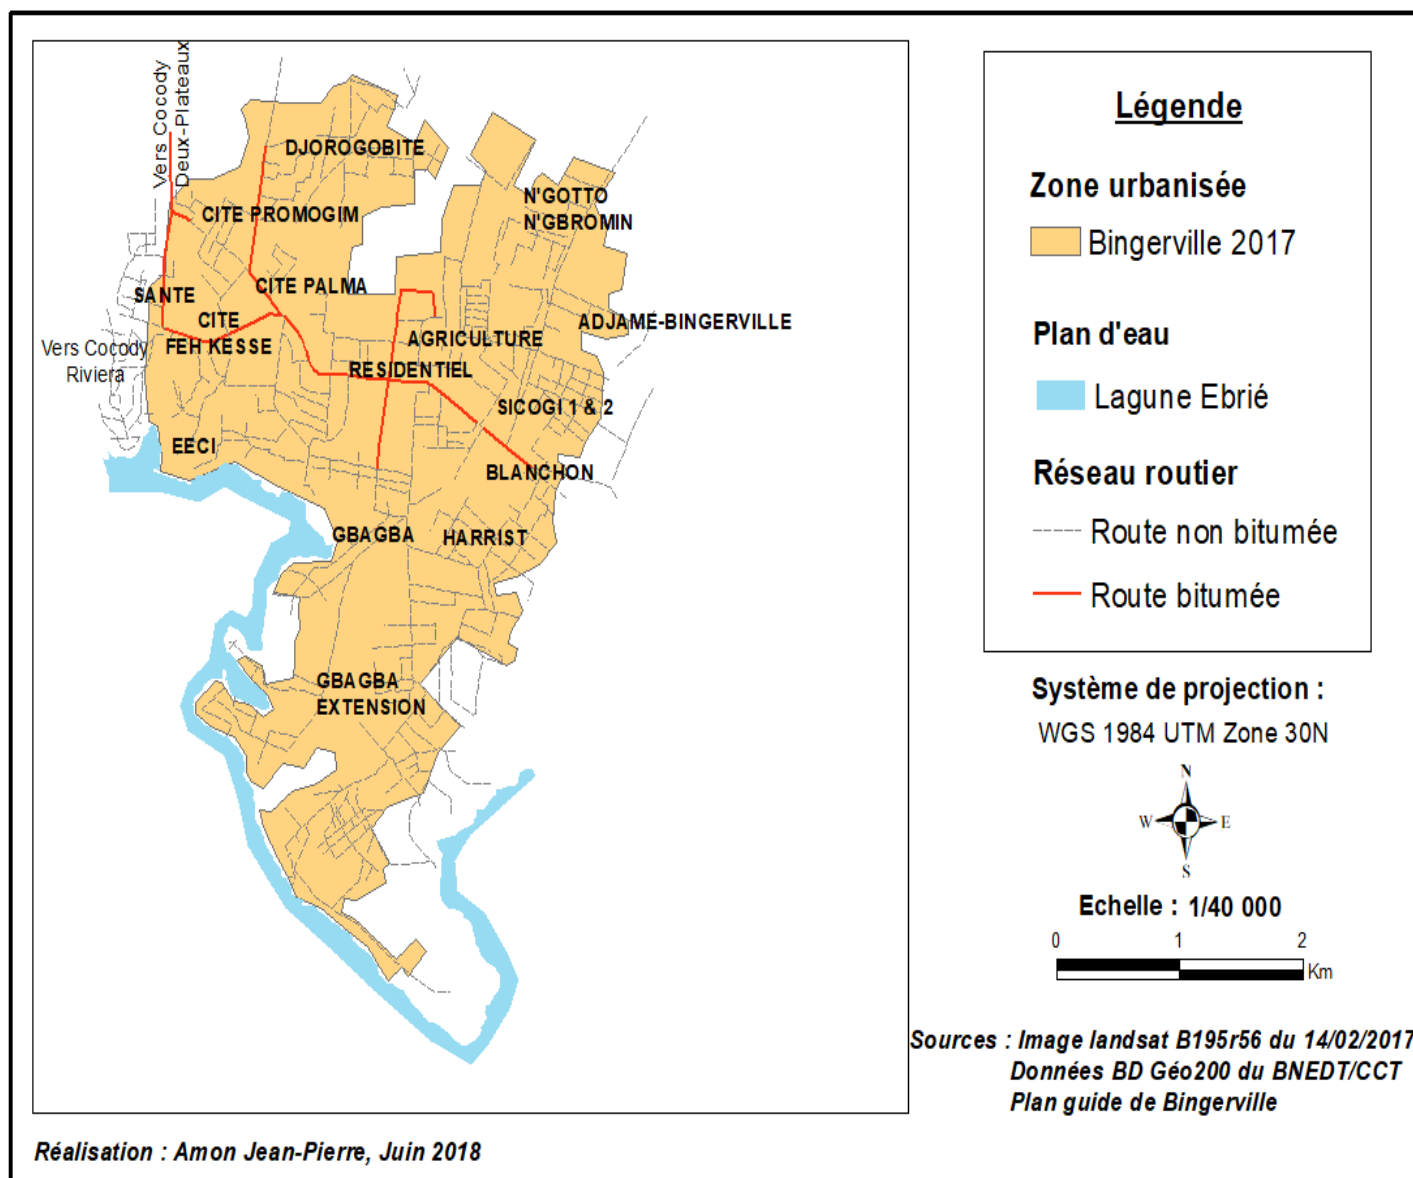 Vers Cocody
Deux-Plateaux
DJOROGOBITE
N'GOTTO
N'GBROMIN
CITE PROMOGIM
CITE PALMA
SANTE
CITE
FEH KESSE
ADJAME-BINGERVILLE
AGRICULTURE
Vers Cocody
Riviera
RESIDENTIEL
SICOGI 1 & 2
EECI
BLANCHON
GBAGBA
HARRIST
GBAGBA
EXTENSION
Légende
Zone urbanisée
Bingerville 2017
Plan d'eau
Lagune Ebrié
Réseau routier
Route non bitumée
Route bitumée
Système de projection :
WGS 1984 UTM Zone 30N
N
W E
S
Echelle : 1/40 000
0 1 2
Km
Sources : Image landsat B195r56 du 14/02/2017
Données BD Géo200 du BNEDT/CCT
Plan guide de Bingerville
Réalisation : Amon Jean-Pierre, Juin 2018